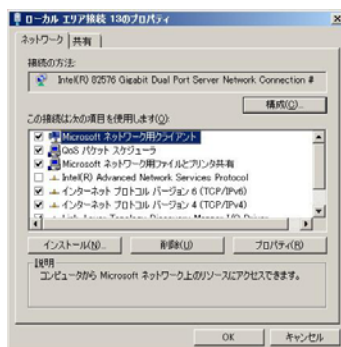 ローカル エリア接続 13のプロパティ
ネットワーク 共有
接続の方法:
Intel(R) 82576 Gigabit Dual Port Server Network Connection #
構成(C)...
この接続は次の項目を使用します(O):
Microsoft ネットワーク用クライアント
QoS パケット スケジューラ
Microsoft ネットワーク用ファイルとプリンタ共有
Intel(R) Advanced Network Services Protocol
インターネット プロトコル バージョン 6 (TCP/IPv6)
インターネット プロトコル バージョン 4 (TCP/IPv4)
Link-Layer Topology Discovery Mapper I/O Driver
インストール(N)... 削除(U) プロパティ(R)
説明
コンピュータから Microsoft ネットワーク上のリソースにアクセスできます。
OK キャンセル